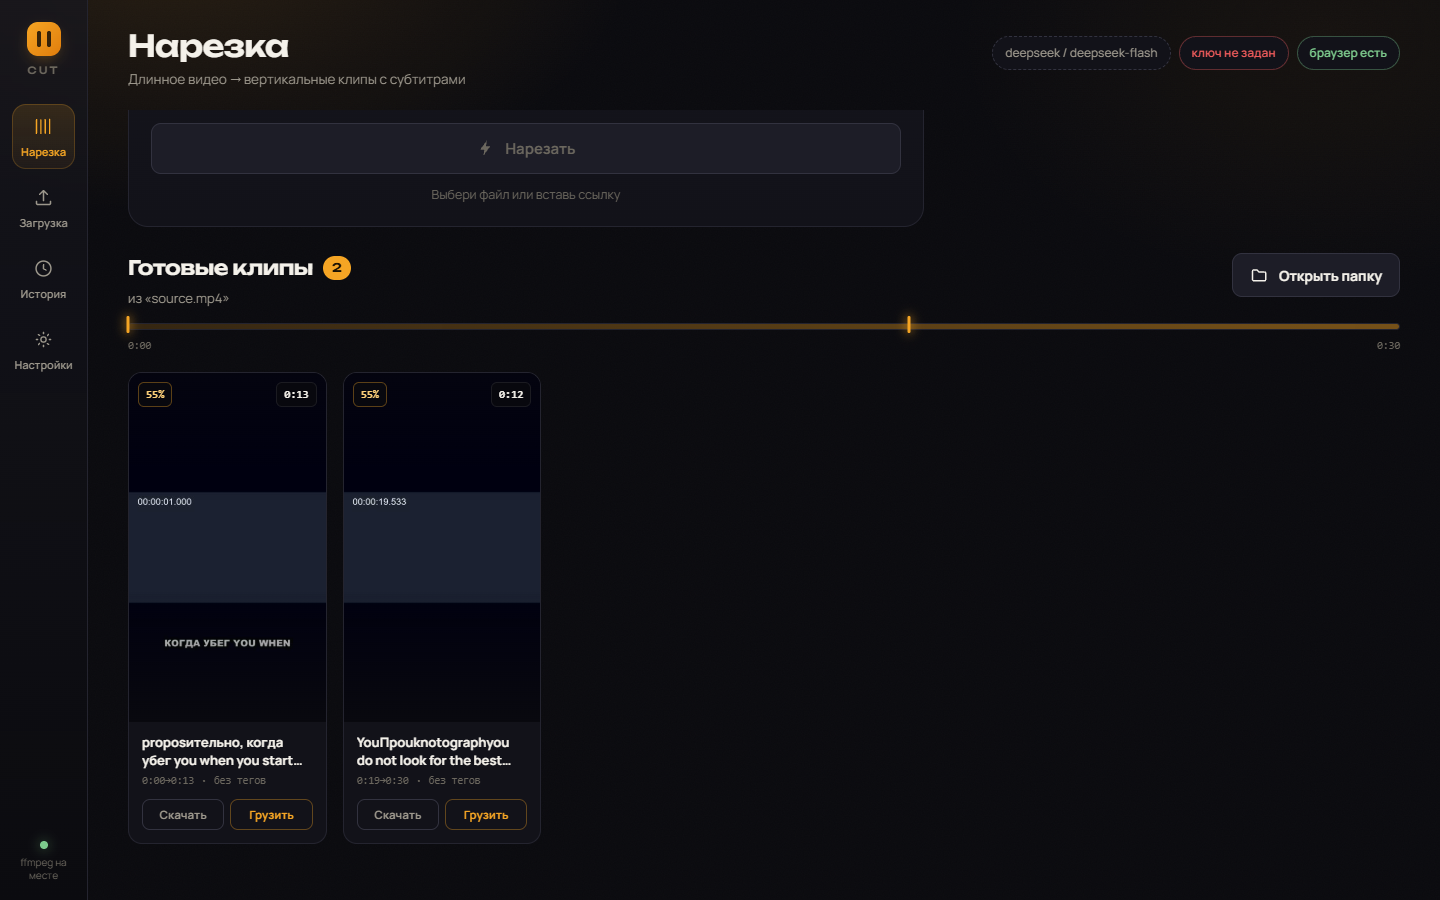 CUT
Нарезка
Загрузка
История
Настройки
ffmpeg на
месте
Нарезка
Длинное видео → вертикальные клипы с субтитрами
deepseek / deepseek-flash
ключ не задан
браузер есть
Нарезать
Выбери файл или вставь ссылку
Готовые клипы 2
из «source.mp4»
Открыть папку
0:00
0:30
55%
0:13
00:00:01.000
КОГДА УБЕГ YOU WHEN
proposительно, когда
убег you when you start...
0:00→0:13 · без тегов
Скачать
Грузить
55%
0:12
00:00:19.533
YouПроuknotographyou
do not look for the best...
0:19→0:30 · без тегов
Скачать
Грузить